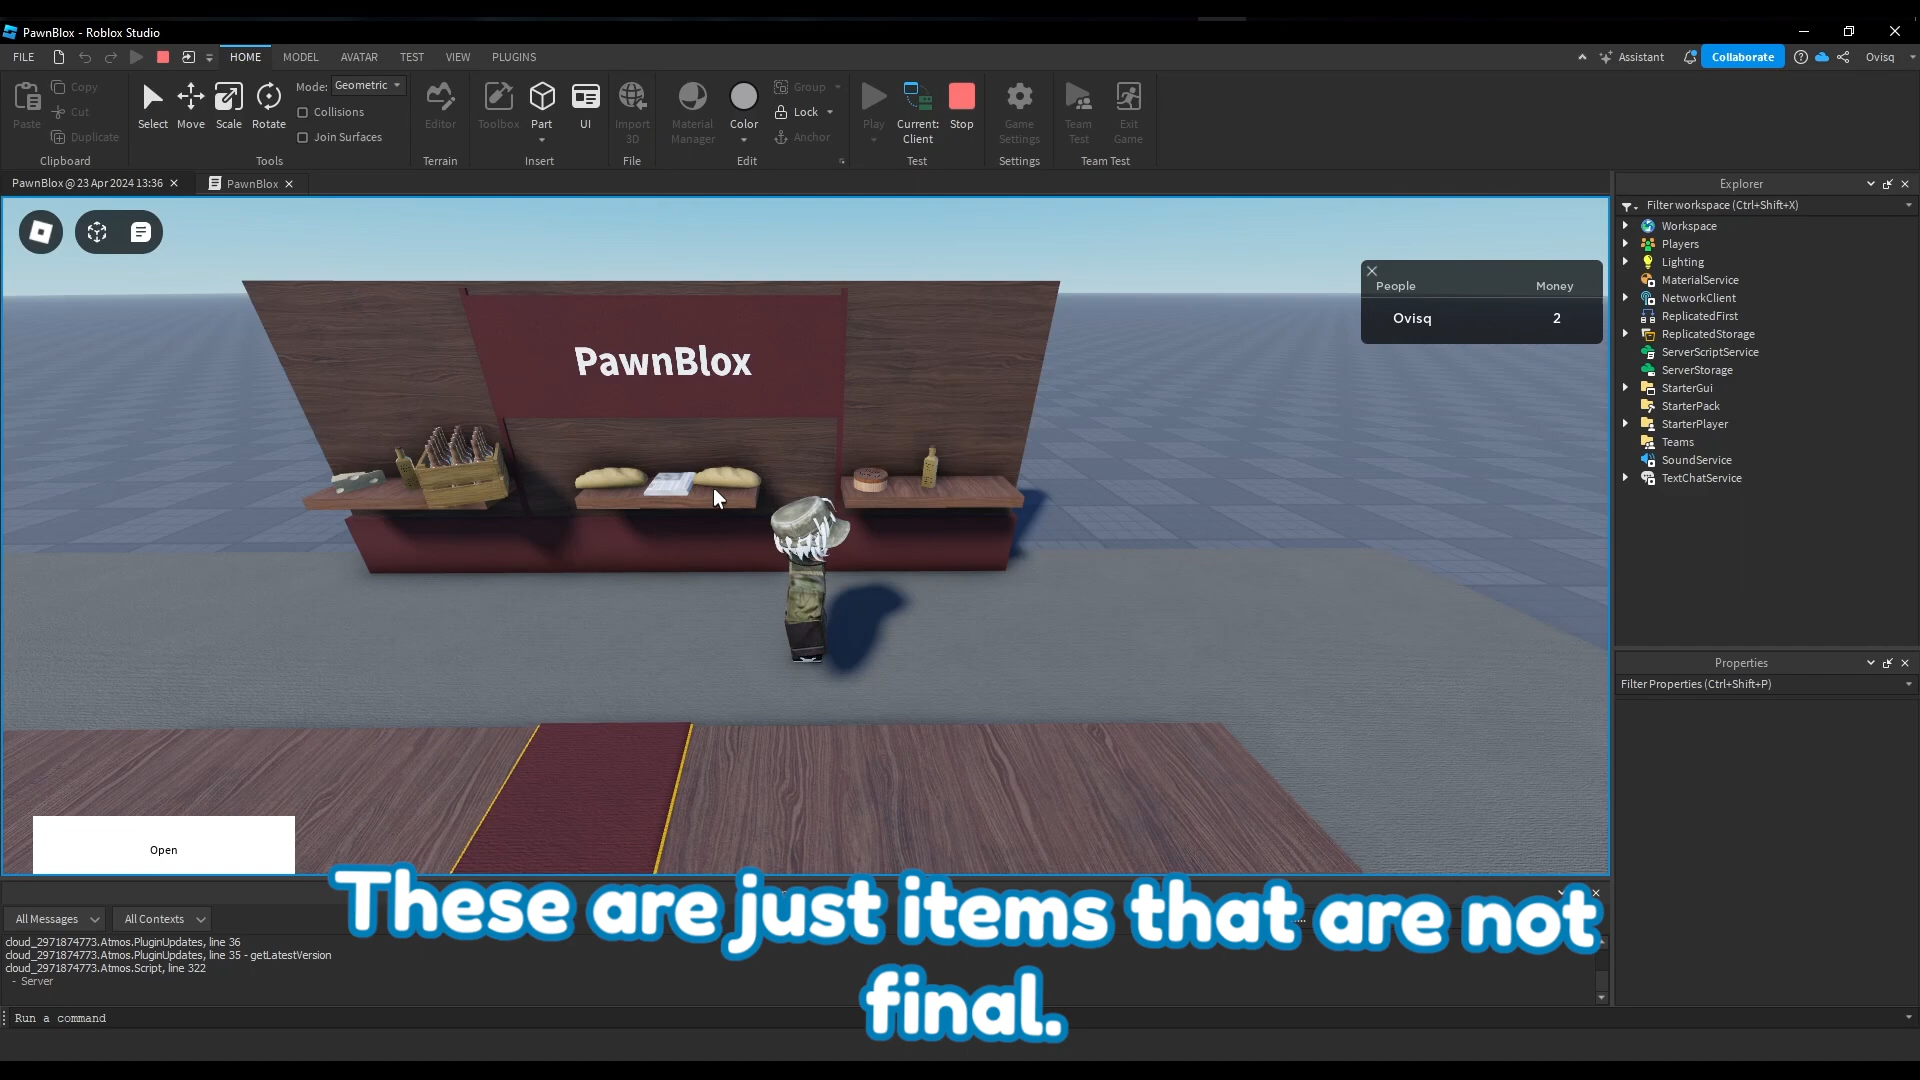 PawnBlox - Roblox Studio
FILE HOME MODEL AVATAR TEST VIEW PLUGINS Assistant Collaborate Ovisq
Paste Copy Cut Duplicate Clipboard
Select Move Scale Rotate Mode: Geometric Collisions Join Surfaces Tools
Editor Terrain
Toolbox Part UI Insert
Import 3D File
Material Manager Color Group Lock Anchor Edit
Play Current: Client Stop Test
Game Settings Settings
Team Test Exit Game Team Test
PawnBlox @ 23 Apr 2024 13:36 PawnBlox
People Money
Ovisq 2
PawnBlox
Open
Explorer
Filter workspace (Ctrl+Shift+X)
Workspace
Players
Lighting
MaterialService
NetworkClient
ReplicatedFirst
ReplicatedStorage
ServerScriptService
ServerStorage
StarterGui
StarterPack
StarterPlayer
Teams
SoundService
TextChatService
Properties
Filter Properties (Ctrl+Shift+P)
All Messages All Contexts
cloud_2971874773.Atmos.PluginUpdates, line 36
cloud_2971874773.Atmos.PluginUpdates, line 35 - getLatestVersion
cloud_2971874773.Atmos.Script, line 322
- Server
Run a command
These are just items that are not
final.